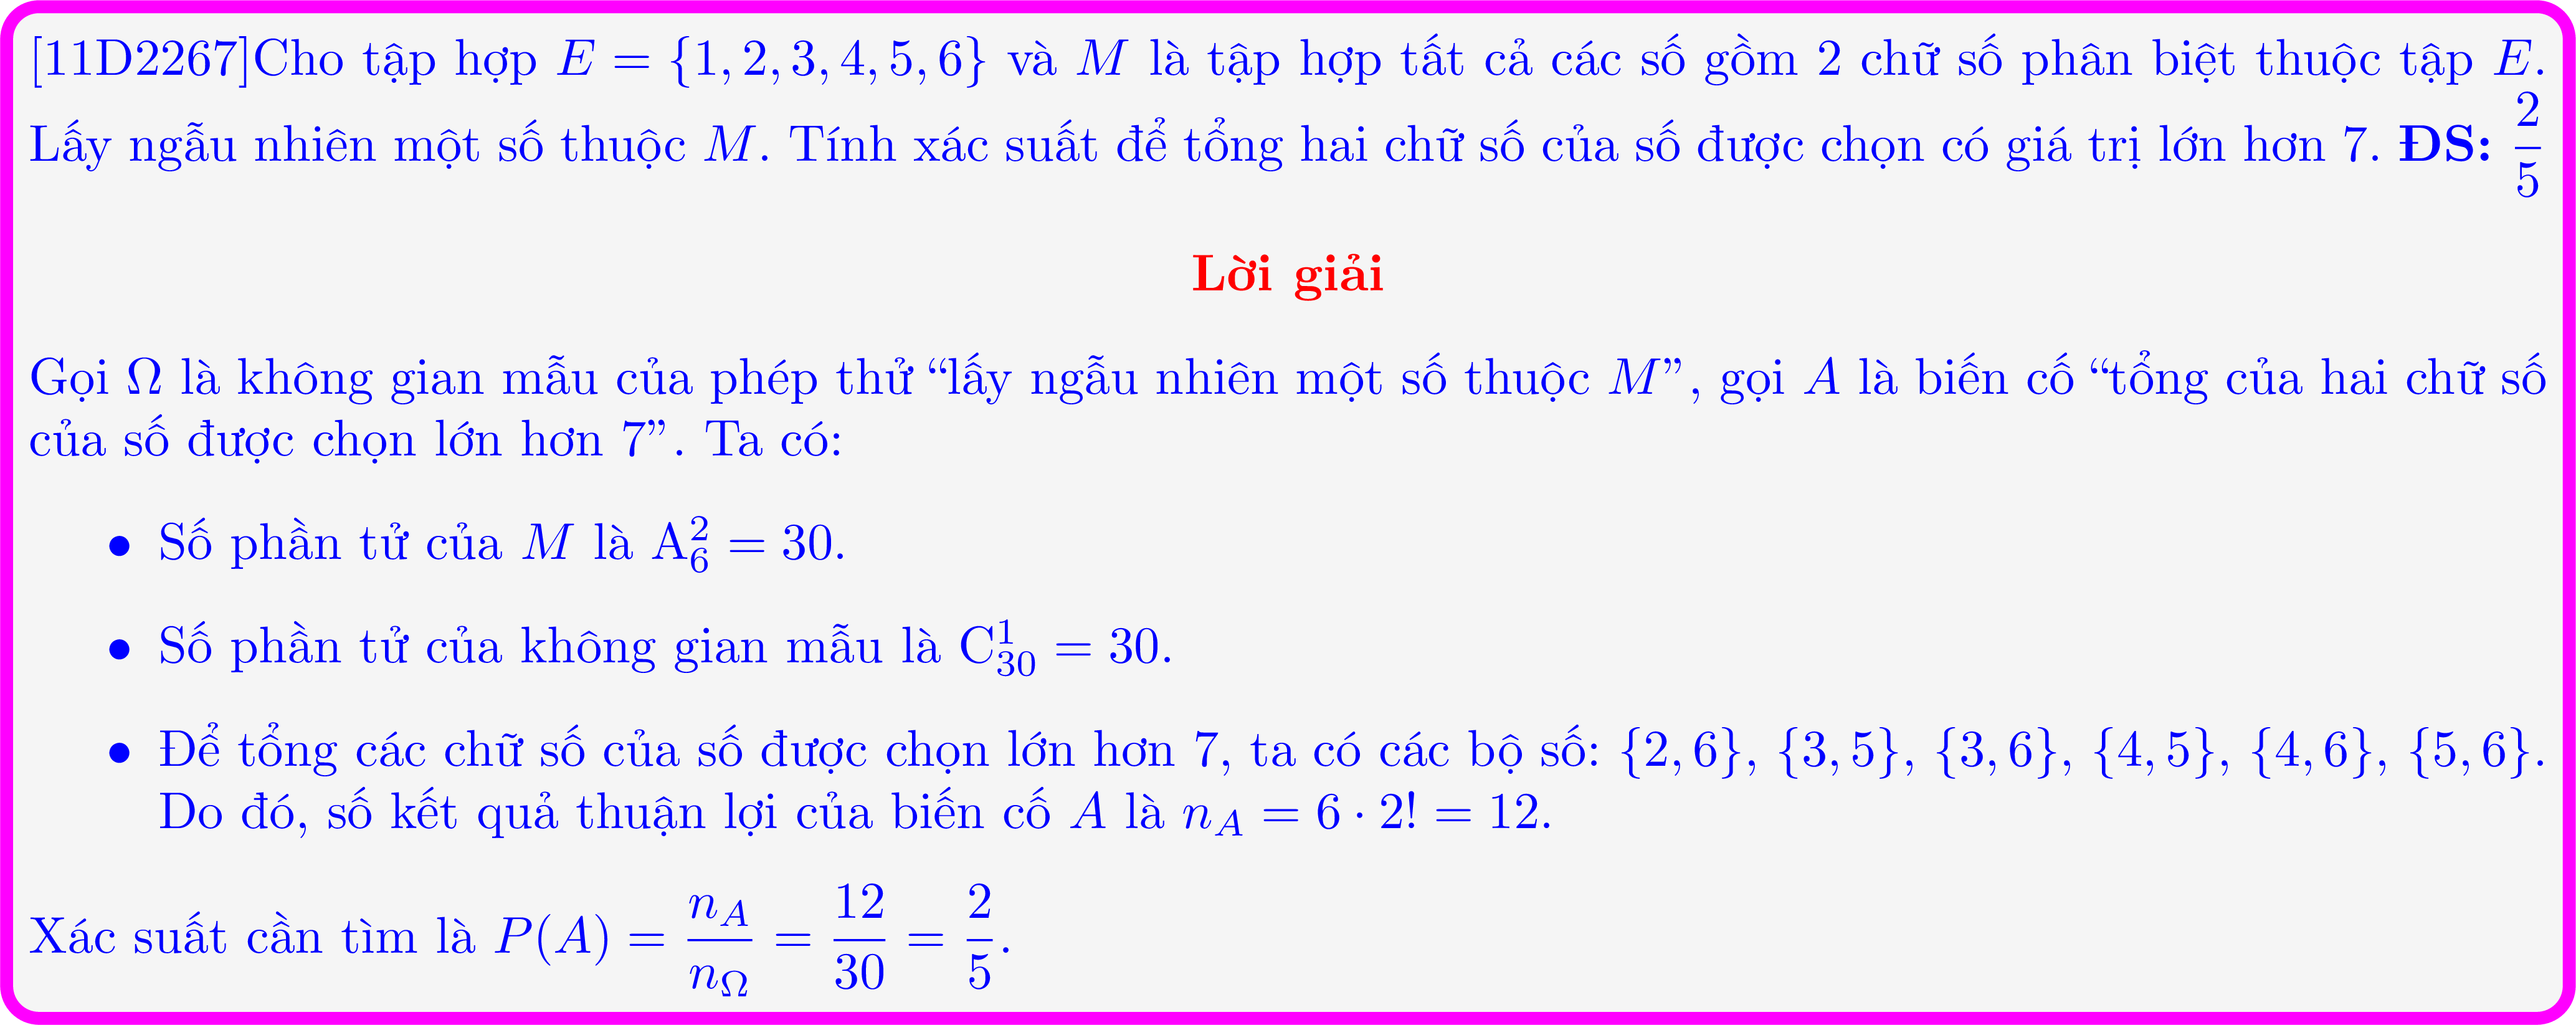 [11D2267]Cho tập hợp $E = \{1, 2, 3, 4, 5, 6\}$ và $M$ là tập hợp tất cả các số gồm 2 chữ số phân biệt thuộc tập $E$.
Lấy ngẫu nhiên một số thuộc $M$. Tính xác suất để tổng hai chữ số của số được chọn có giá trị lớn hơn 7. ĐS: $\dfrac{2}{5}$
Lời giải
Gọi $\Omega$ là không gian mẫu của phép thử “lấy ngẫu nhiên một số thuộc $M$”, gọi $A$ là biến cố “tổng của hai chữ số
của số được chọn lớn hơn 7”. Ta có:
• Số phần tử của $M$ là $\mathrm{A}_6^2 = 30$.
• Số phần tử của không gian mẫu là $\mathrm{C}_{30}^1 = 30$.
• Để tổng các chữ số của số được chọn lớn hơn 7, ta có các bộ số: $\{2, 6\}$, $\{3, 5\}$, $\{3, 6\}$, $\{4, 5\}$, $\{4, 6\}$, $\{5, 6\}$.
Do đó, số kết quả thuận lợi của biến cố $A$ là $n_A = 6 \cdot 2! = 12$.
Xác suất cần tìm là $P(A) = \dfrac{n_A}{n_\Omega} = \dfrac{12}{30} = \dfrac{2}{5}$.